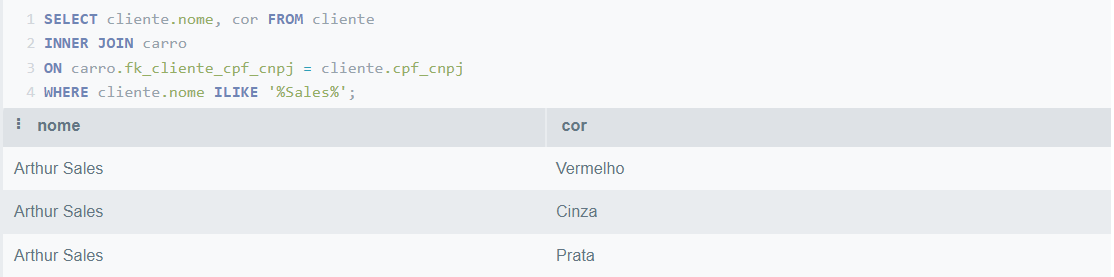 1 SELECT cliente.nome, cor FROM cliente
2 INNER JOIN carro
3 ON carro.fk_cliente_cpf_cnpj = cliente.cpf_cnpj
4 WHERE cliente.nome ILIKE '%Sales%';
nome cor
Arthur Sales Vermelho
Arthur Sales Cinza
Arthur Sales Prata